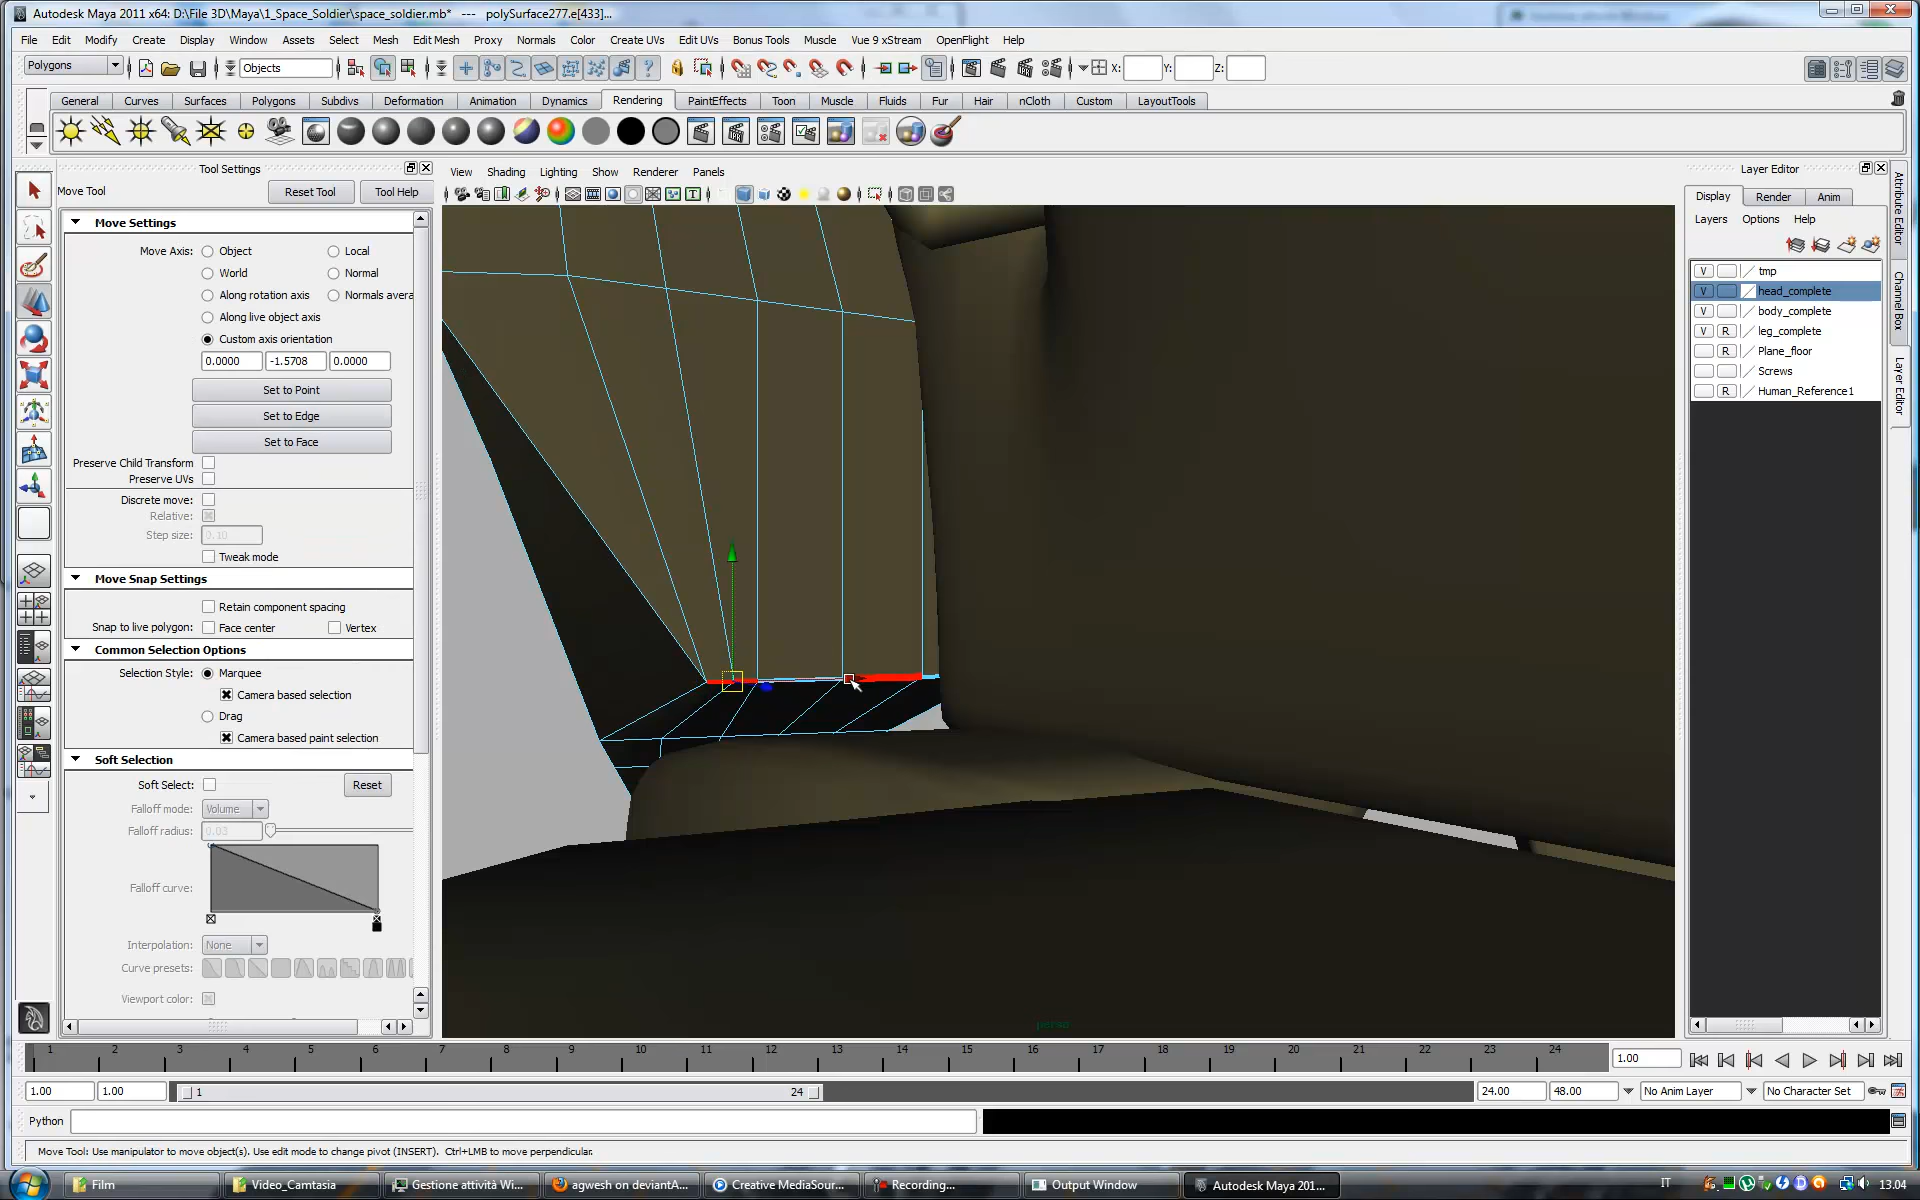 Autodesk Maya 2011 x64: D:\File 3D\Maya\1_Space_Soldier\space_soldier.mb* --- polySurface277.e[433]...
File Edit Modify Create Display Window Assets Select Mesh Edit Mesh Proxy Normals Color Create UVs Edit UVs Bonus Tools Muscle Vue 9 xStream OpenFlight Help
Polygons Objects X: Y: Z:
General Curves Surfaces Polygons Subdivs Deformation Animation Dynamics Rendering PaintEffects Toon Muscle Fluids Fur Hair nCloth Custom LayoutTools
Tool Settings
Move Tool Reset Tool Tool Help
Move Settings
Move Axis: Object Local
World Normal
Along rotation axis Normals avera
Along live object axis
Custom axis orientation
0.0000 -1.5708 0.0000
Set to Point
Set to Edge
Set to Face
Preserve Child Transform
Preserve UVs
Discrete move:
Relative:
Step size: 0.10
Tweak mode
Move Snap Settings
Retain component spacing
Snap to live polygon: Face center Vertex
Common Selection Options
Selection Style: Marquee
Camera based selection
Drag
Camera based paint selection
Soft Selection
Soft Select: Reset
Falloff mode: Volume
Falloff radius: 0.03
Falloff curve:
Interpolation: None
Curve presets:
Viewport color:
View Shading Lighting Show Renderer Panels
persp
Layer Editor
Display Render Anim
Layers Options Help
V tmp
V head_complete
V body_complete
V R leg_complete
R Plane_floor
Screws
R Human_Reference1
Attribute Editor
Channel Box
Layer Editor
1 2 3 4 5 6 7 8 9 10 11 12 13 14 15 16 17 18 19 20 21 22 23 24 1.00
1.00 1.00 1 24 24.00 48.00 No Anim Layer No Character Set
Python
Move Tool: Use manipulator to move object(s). Use edit mode to change pivot (INSERT). Ctrl+LMB to move perpendicular.
Film Video_Camtasia Gestione attività Wi... agwesh on deviantA... Creative MediaSour... Recording... Output Window Autodesk Maya 201... IT 13.04